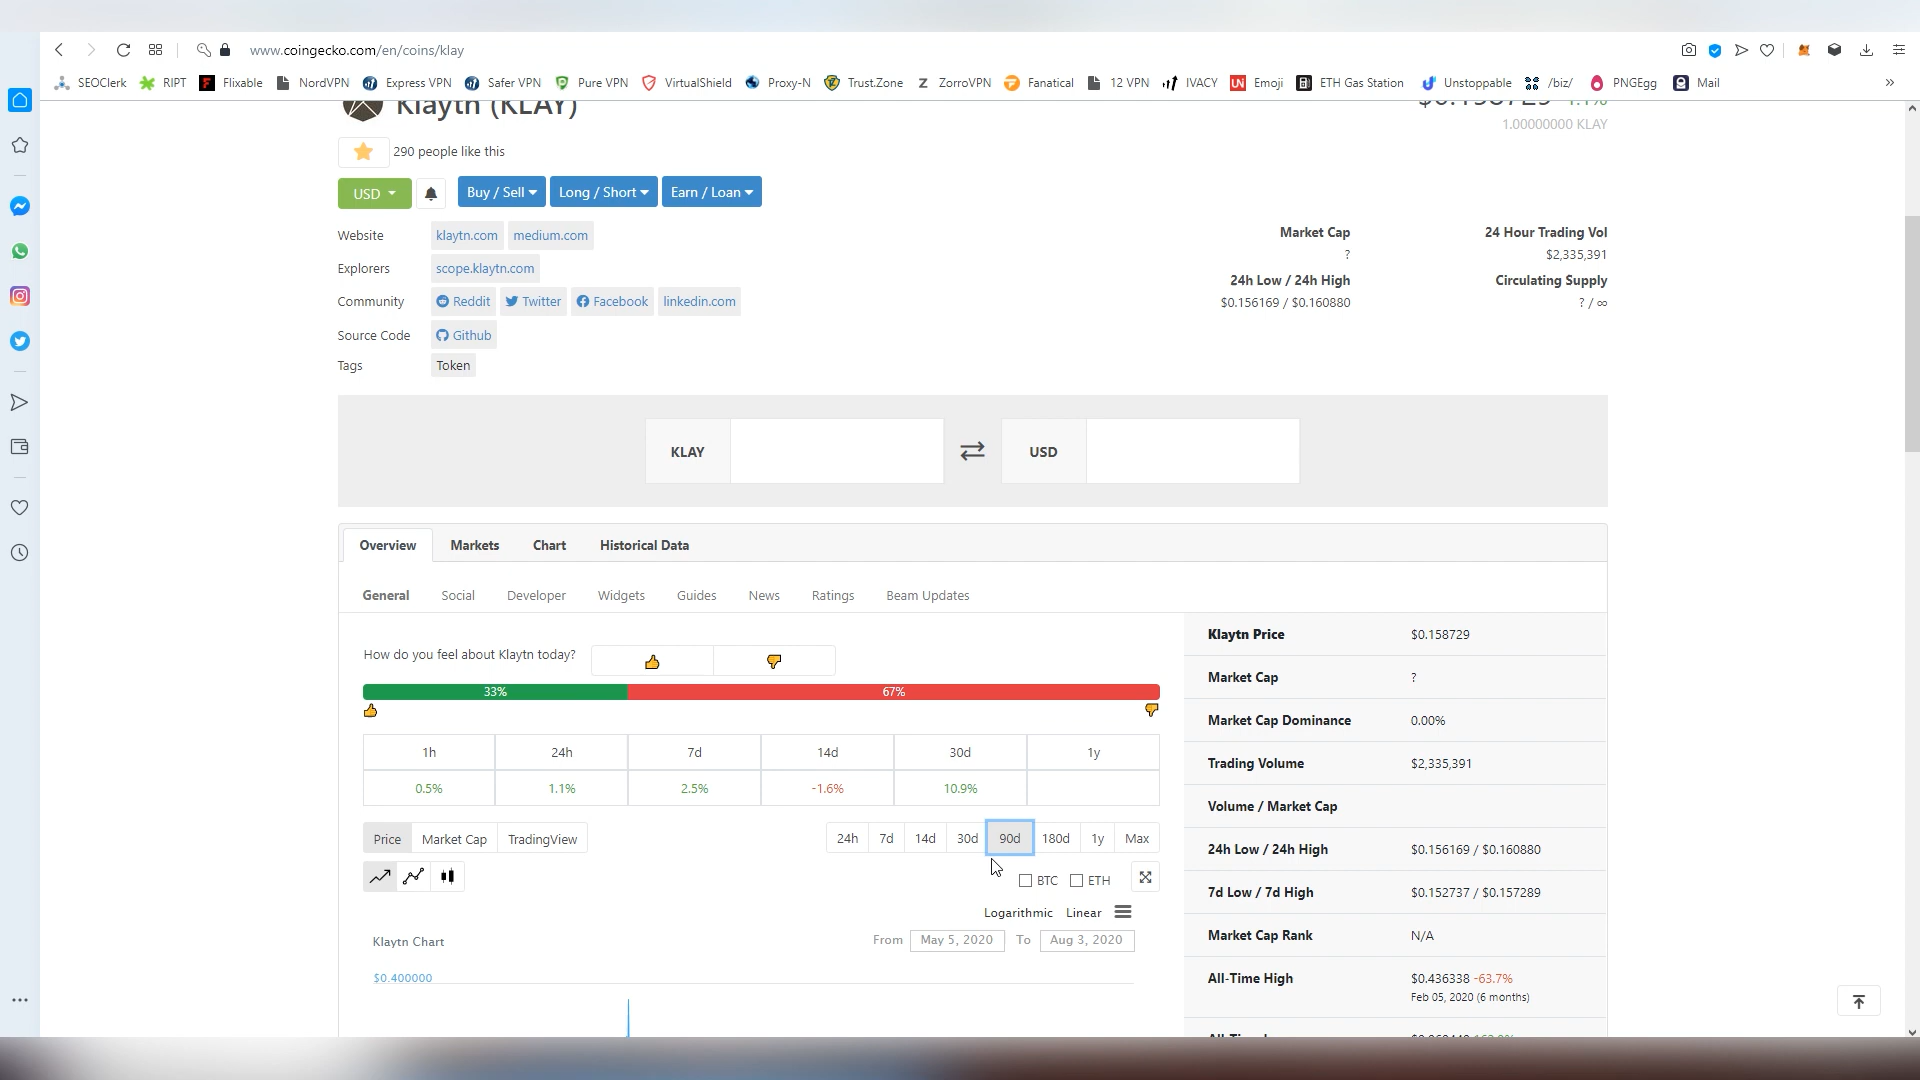 www.coingecko.com/en/coins/klay
SEOClerk RIPT Flixable NordVPN Express VPN Safer VPN Pure VPN VirtualShield Proxy-N Trust.Zone ZorroVPN Fanatical 12 VPN IVACY Emoji ETH Gas Station Unstoppable /biz/ PNGEgg Mail »
Klaytn (KLAY)
$0.158729 1.1%
1.00000000 KLAY
290 people like this
USD Buy / Sell Long / Short Earn / Loan
Website klaytn.com medium.com
Explorers scope.klaytn.com
Community Reddit Twitter Facebook linkedin.com
Source Code Github
Tags Token
Market Cap 24 Hour Trading Vol
? $2,335,391
24h Low / 24h High Circulating Supply
$0.156169 / $0.160880 ? / ∞
KLAY USD
Overview Markets Chart Historical Data
General Social Developer Widgets Guides News Ratings Beam Updates
How do you feel about Klaytn today?
33% 67%
1h 24h 7d 14d 30d 1y
0.5% 1.1% 2.5% -1.6% 10.9%
Price Market Cap TradingView 24h 7d 14d 30d 90d 180d 1y Max
BTC ETH
Logarithmic Linear
Klaytn Chart From May 5, 2020 To Aug 3, 2020
$0.400000
Klaytn Price $0.158729
Market Cap ?
Market Cap Dominance 0.00%
Trading Volume $2,335,391
Volume / Market Cap
24h Low / 24h High $0.156169 / $0.160880
7d Low / 7d High $0.152737 / $0.157289
Market Cap Rank N/A
All-Time High $0.436338 -63.7%
Feb 05, 2020 (6 months)